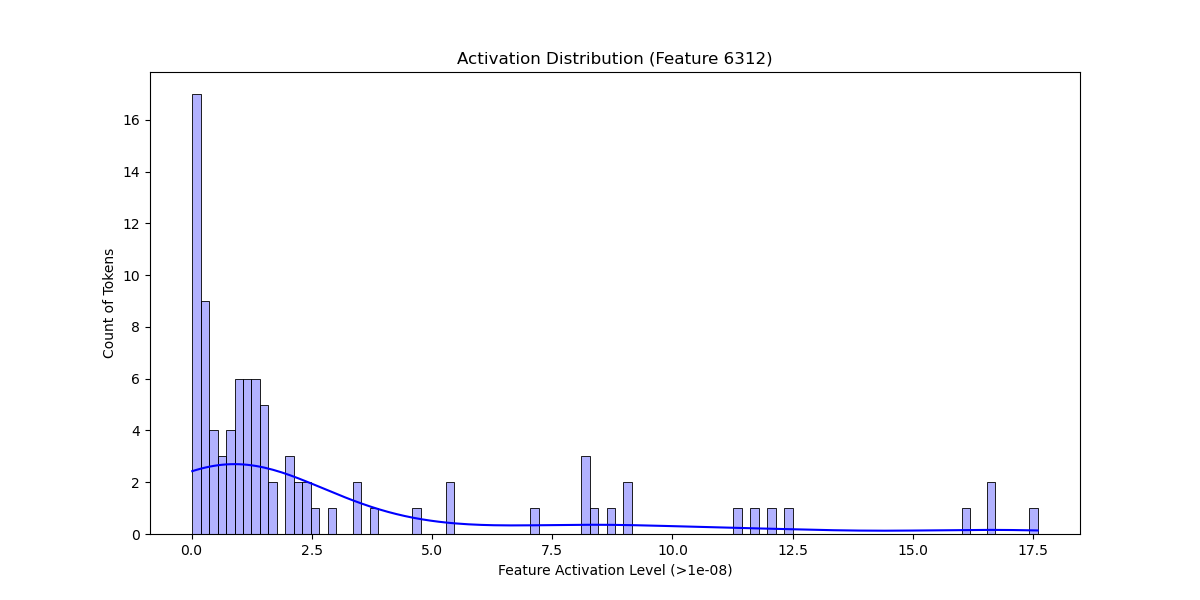 Activation Distribution (Feature 6312)
Count of Tokens
16
14
12
10
8
6
4
2
0
0.0 2.5 5.0 7.5 10.0 12.5 15.0 17.5
Feature Activation Level (>1e-08)